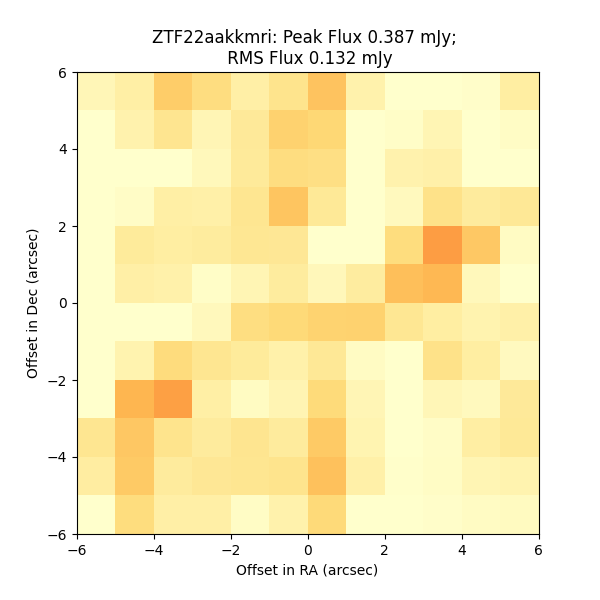 ZTF22aakkmri: Peak Flux 0.387 mJy;
RMS Flux 0.132 mJy
6
4
2
0
−2
−4
−6
Offset in Dec (arcsec)
−6 −4 −2 0 2 4 6
Offset in RA (arcsec)